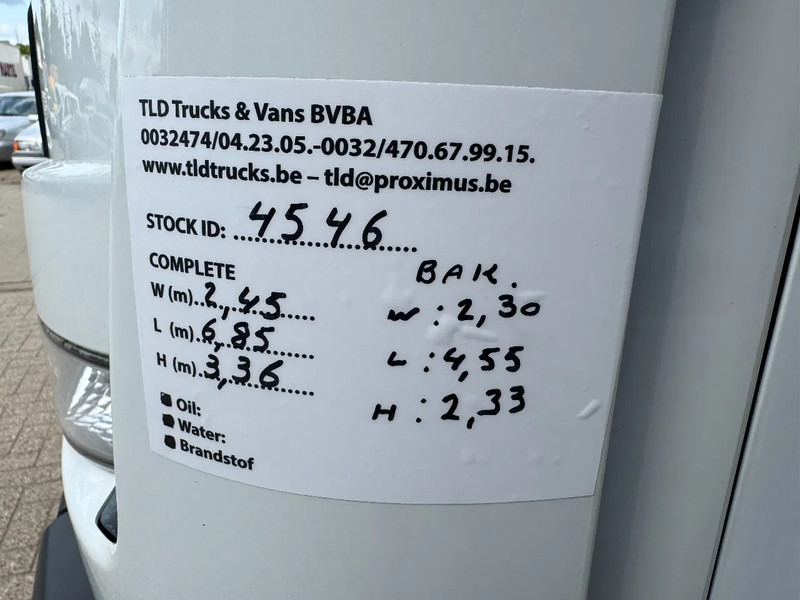 TLD Trucks & Vans BVBA
0032474/04.23.05.-0032/470.67.99.15.
www.tldtrucks.be – tld@proximus.be
STOCK ID: 4546
COMPLETE
W (m) 2,45
L (m) 6,85
H (m) 3,36
BAK.
W : 2,30
L : 4,55
H : 2,33
Oil:
Water:
Brandstof